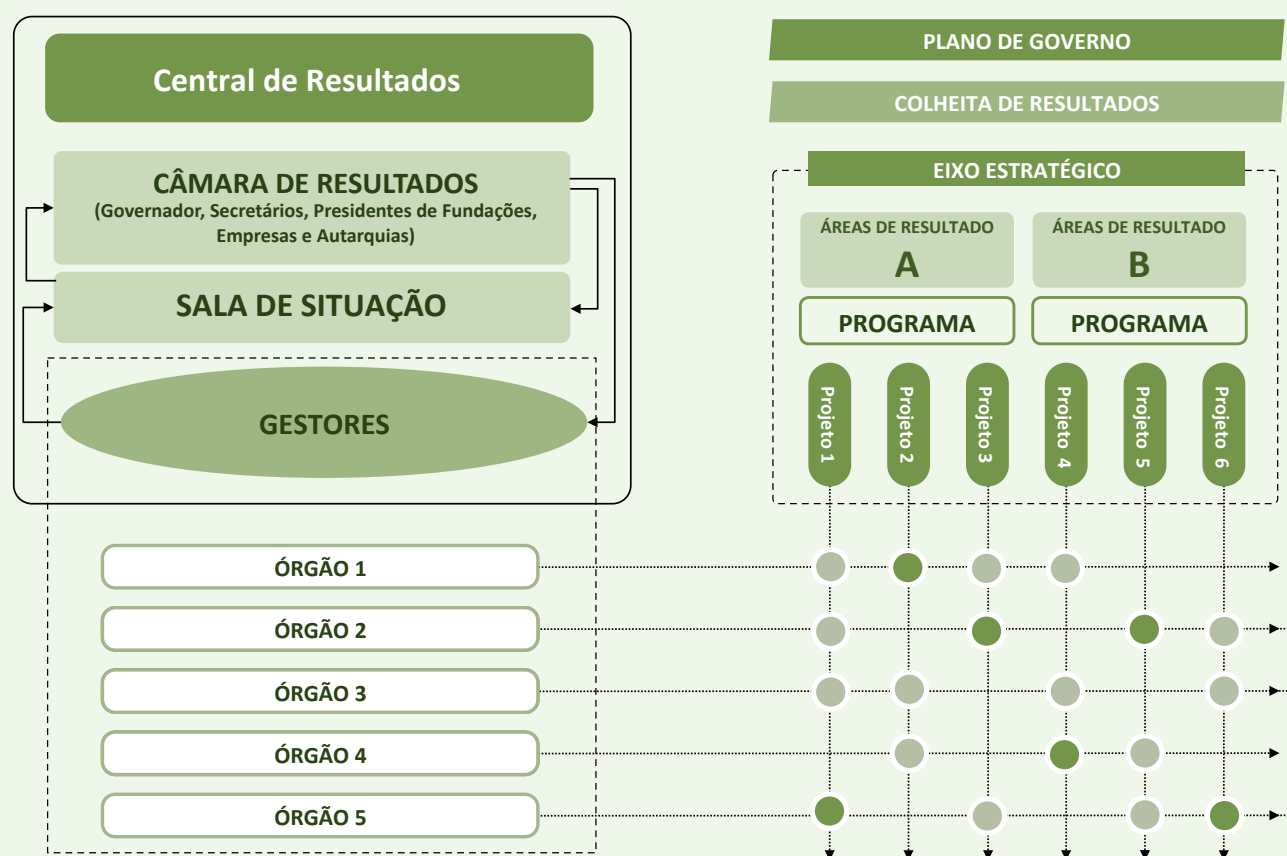 Central de Resultados
CÂMARA DE RESULTADOS
(Governador, Secretários, Presidentes de Fundações,
Empresas e Autarquias)
SALA DE SITUAÇÃO
GESTORES
ÓRGÃO 1
ÓRGÃO 2
ÓRGÃO 3
ÓRGÃO 4
ÓRGÃO 5
PLANO DE GOVERNO
COLHEITA DE RESULTADOS
EIXO ESTRATÉGICO
ÁREAS DE RESULTADO
A
PROGRAMA
ÁREAS DE RESULTADO
B
PROGRAMA
Projeto 1
Projeto 2
Projeto 3
Projeto 4
Projeto 5
Projeto 6